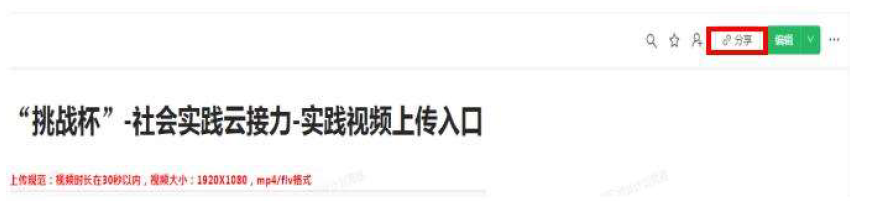 分享 编辑
“挑战杯”-社会实践云接力-实践视频上传入口
上传规范：视频时长在30秒以内，视频大小：1920X1080，mp4/flv格式